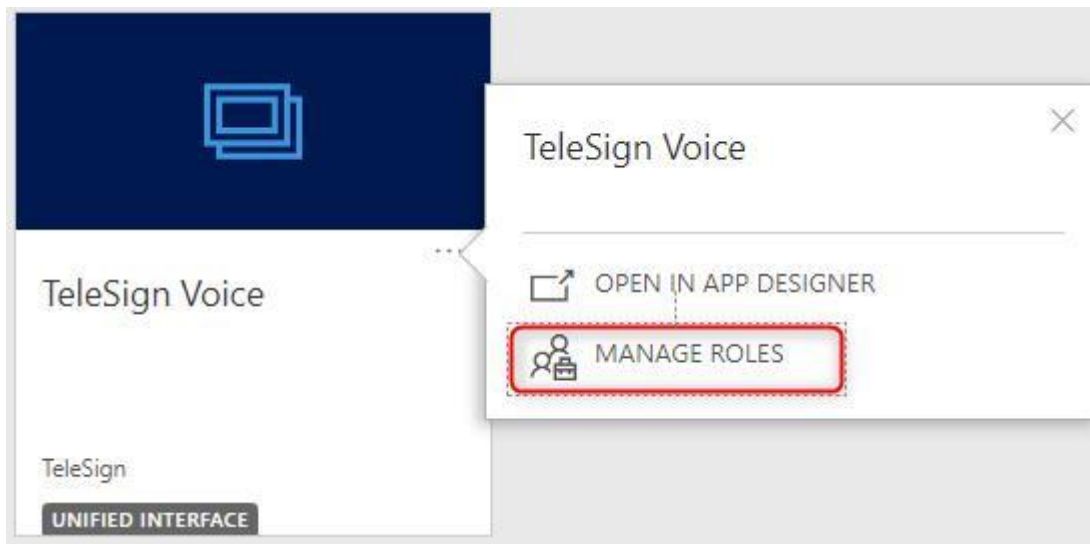 TeleSign Voice
TeleSign
UNIFIED INTERFACE
TeleSign Voice
OPEN IN APP DESIGNER
MANAGE ROLES